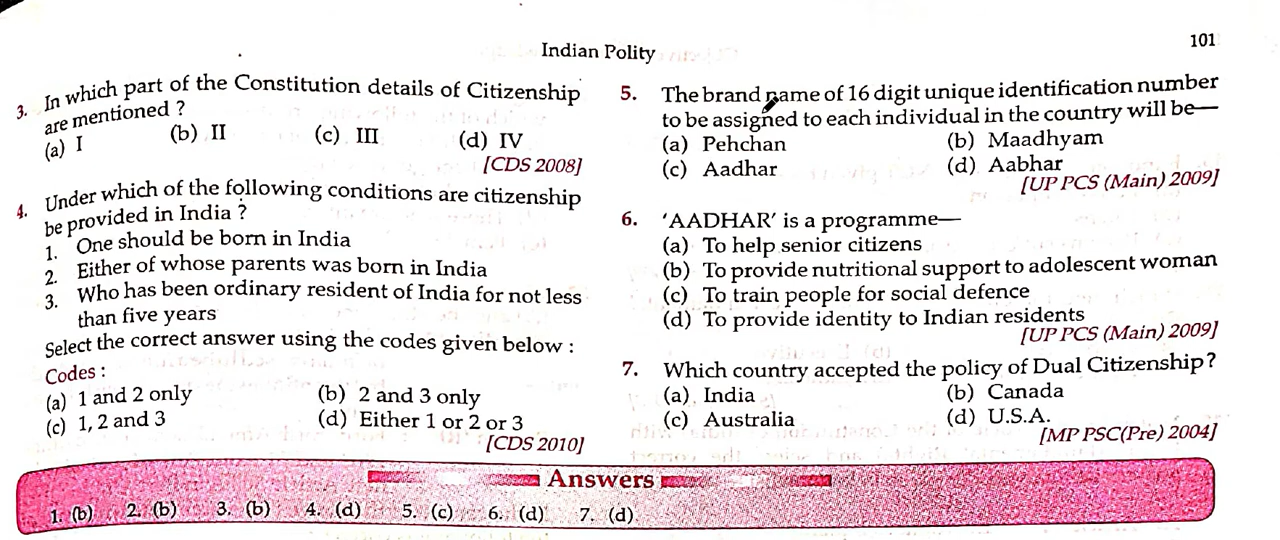 Indian Polity
101
3. In which part of the Constitution details of Citizenship
are mentioned ?
(a) I (b) II (c) III (d) IV
[CDS 2008]
4. Under which of the following conditions are citizenship
be provided in India ?
1. One should be born in India
2. Either of whose parents was born in India
3. Who has been ordinary resident of India for not less
than five years
Select the correct answer using the codes given below :
Codes :
(a) 1 and 2 only (b) 2 and 3 only
(c) 1, 2 and 3 (d) Either 1 or 2 or 3
[CDS 2010]
5. The brand name of 16 digit unique identification number
to be assigned to each individual in the country will be—
(a) Pehchan (b) Maadhyam
(c) Aadhar (d) Aabhar
[UP PCS (Main) 2009]
6. ‘AADHAR’ is a programme—
(a) To help senior citizens
(b) To provide nutritional support to adolescent woman
(c) To train people for social defence
(d) To provide identity to Indian residents
[UP PCS (Main) 2009]
7. Which country accepted the policy of Dual Citizenship?
(a) India (b) Canada
(c) Australia (d) U.S.A.
[MP PSC(Pre) 2004]
Answers
1. (b) 2. (b) 3. (b) 4. (d) 5. (c) 6. (d) 7. (d)